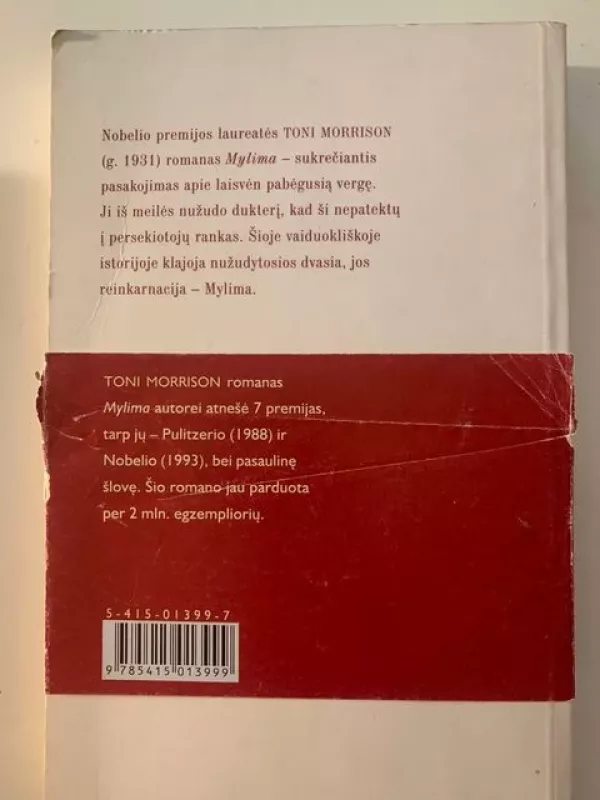 Nobelio premijos laureatės TONI MORRISON
(g. 1931) romanas Mylima – sukrečiantis
pasakojimas apie laisvėn pabėgusią vergę.
Ji iš meilės nužudo dukterį, kad ši nepatektų
į persekiotojų rankas. Šioje vaiduokliškoje
istorijoje klajoja nužudytosios dvasia, jos
reinkarnacija – Mylima.
TONI MORRISON romanas
Mylima autorei atnešė 7 premijas,
tarp jų – Pulitzerio (1988) ir
Nobelio (1993), bei pasaulinę
šlovę. Šio romano jau parduota
per 2 mln. egzempliorių.
5-415-01399-7
9 785415 013999